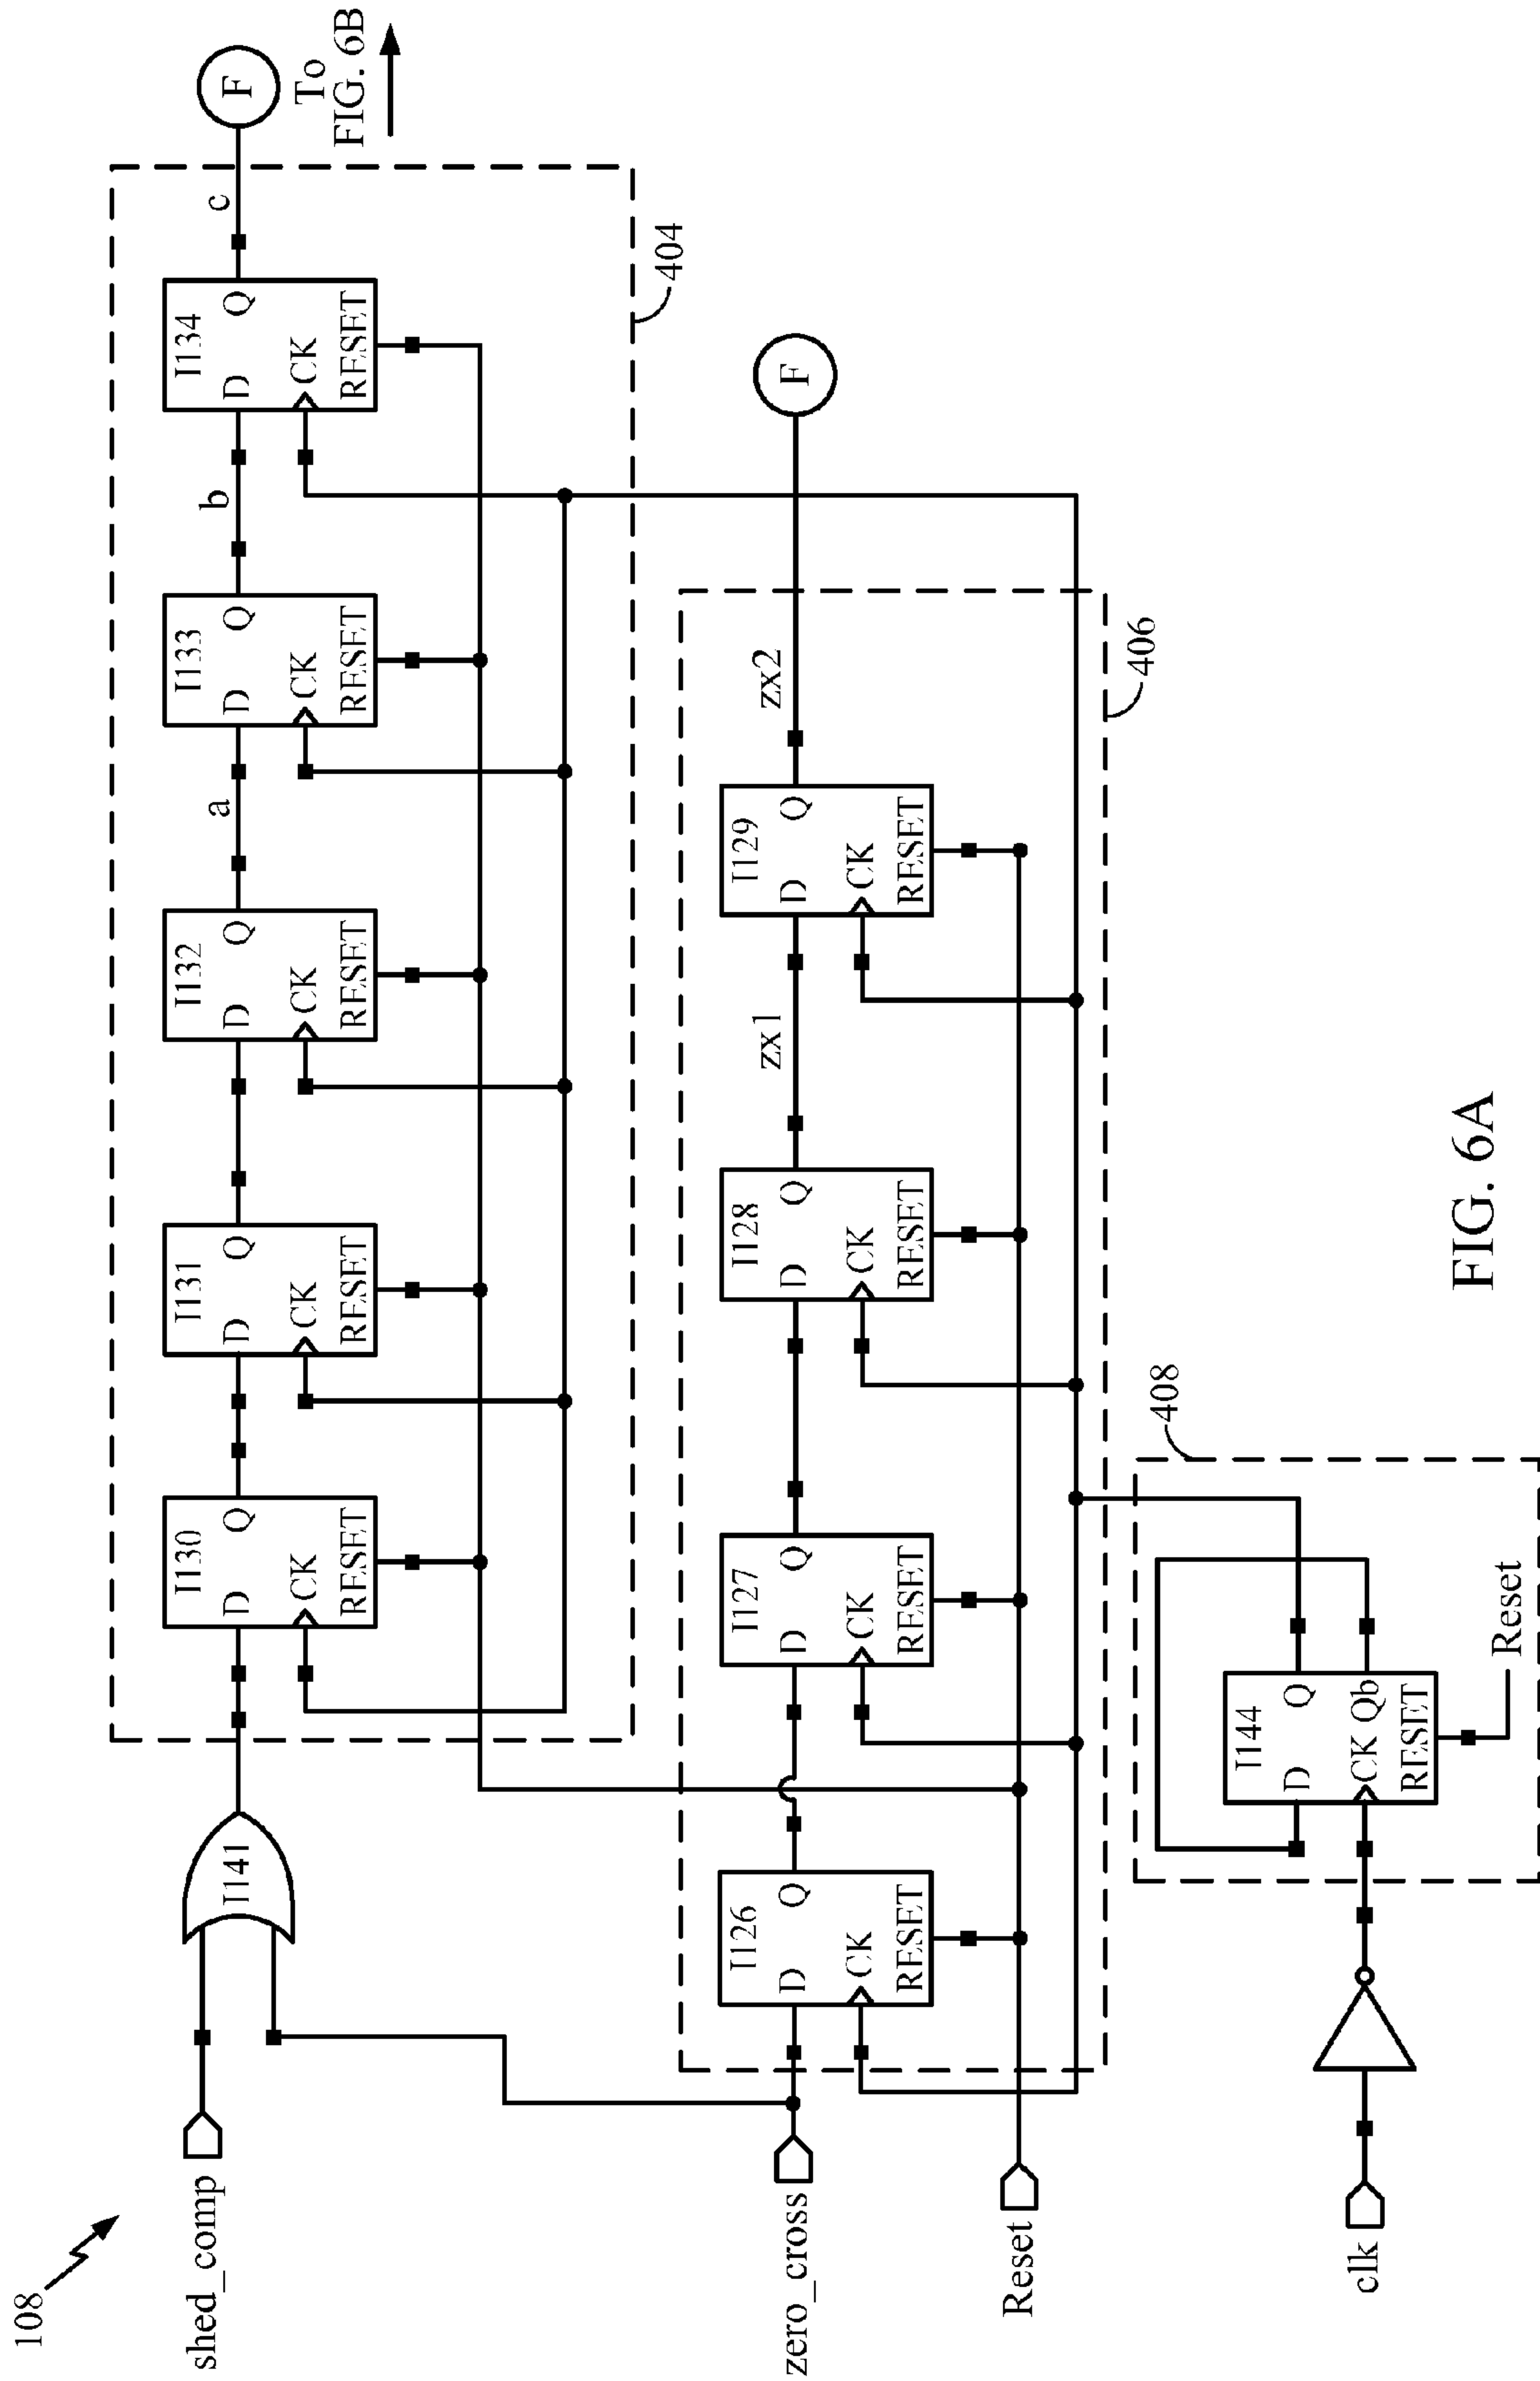 108
shed_comp
I141
I130
D Q
CK
RESET
I131
D Q
CK
RESET
I132
D Q
CK
RESET
a
I133
D Q
CK
RESET
b
I134
D Q
CK
RESET
c
F
To
FIG. 6B
404
zero_cross
I126
D Q
CK
RESET
I127
D Q
CK
RESET
I128
D Q
CK
RESET
zx1
I129
D Q
CK
RESET
zx2
F
406
Reset
clk
I144
D Q
CK Qb
RESET
Reset
408
FIG. 6A